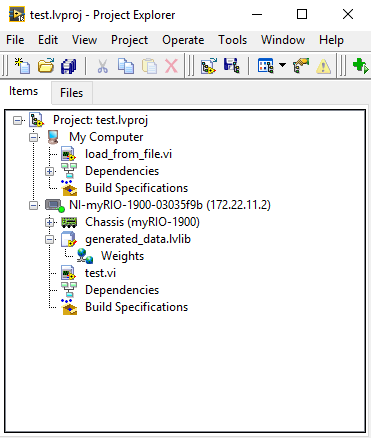 test.lvproj - Project Explorer
File Edit View Project Operate Tools Window Help
Items Files
Project: test.lvproj
My Computer
load_from_file.vi
Dependencies
Build Specifications
NI-myRIO-1900-03035f9b (172.22.11.2)
Chassis (myRIO-1900)
generated_data.lvlib
Weights
test.vi
Dependencies
Build Specifications